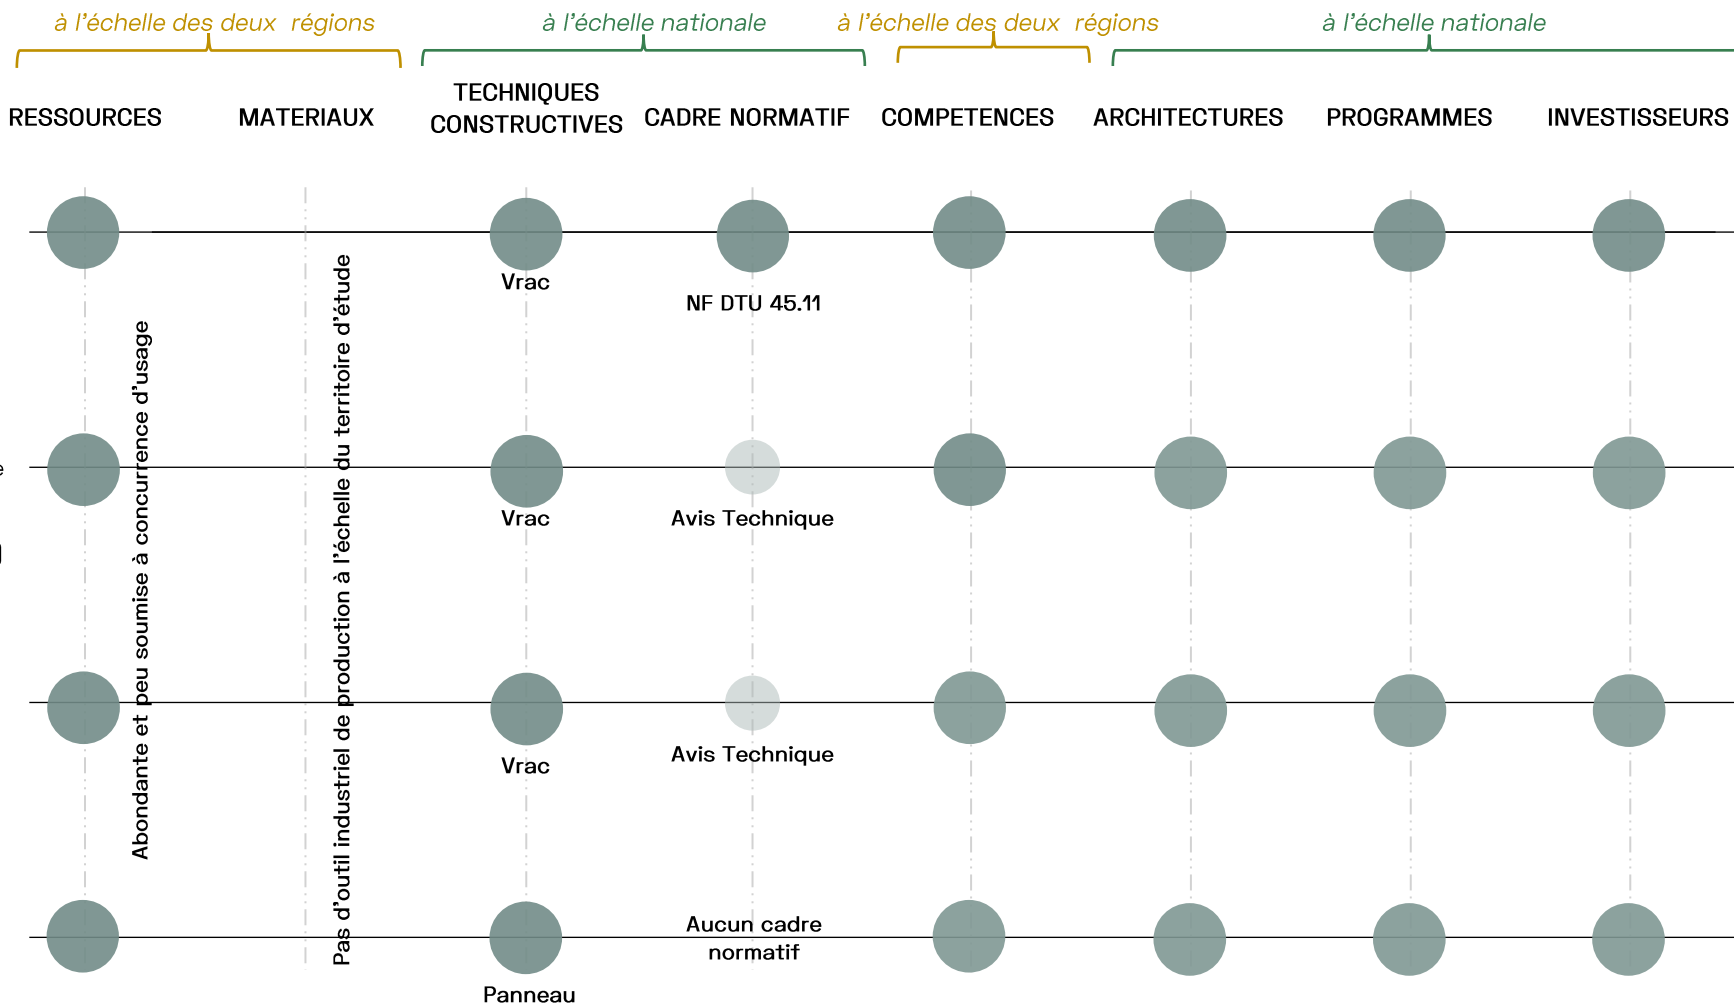 à l'échelle des deux régions
à l'échelle nationale
à l'échelle des deux régions
à l'échelle nationale
RESSOURCES
MATERIAUX
TECHNIQUES
CONSTRUCTIVES
CADRE NORMATIF
COMPETENCES
ARCHITECTURES
PROGRAMMES
INVESTISSEURS
Abondante et peu soumise à concurrence d'usage
Pas d'outil industriel de production à l'échelle du territoire d'étude
Vrac
NF DTU 45.11
Vrac
Avis Technique
Vrac
Avis Technique
Panneau
Aucun cadre
normatif